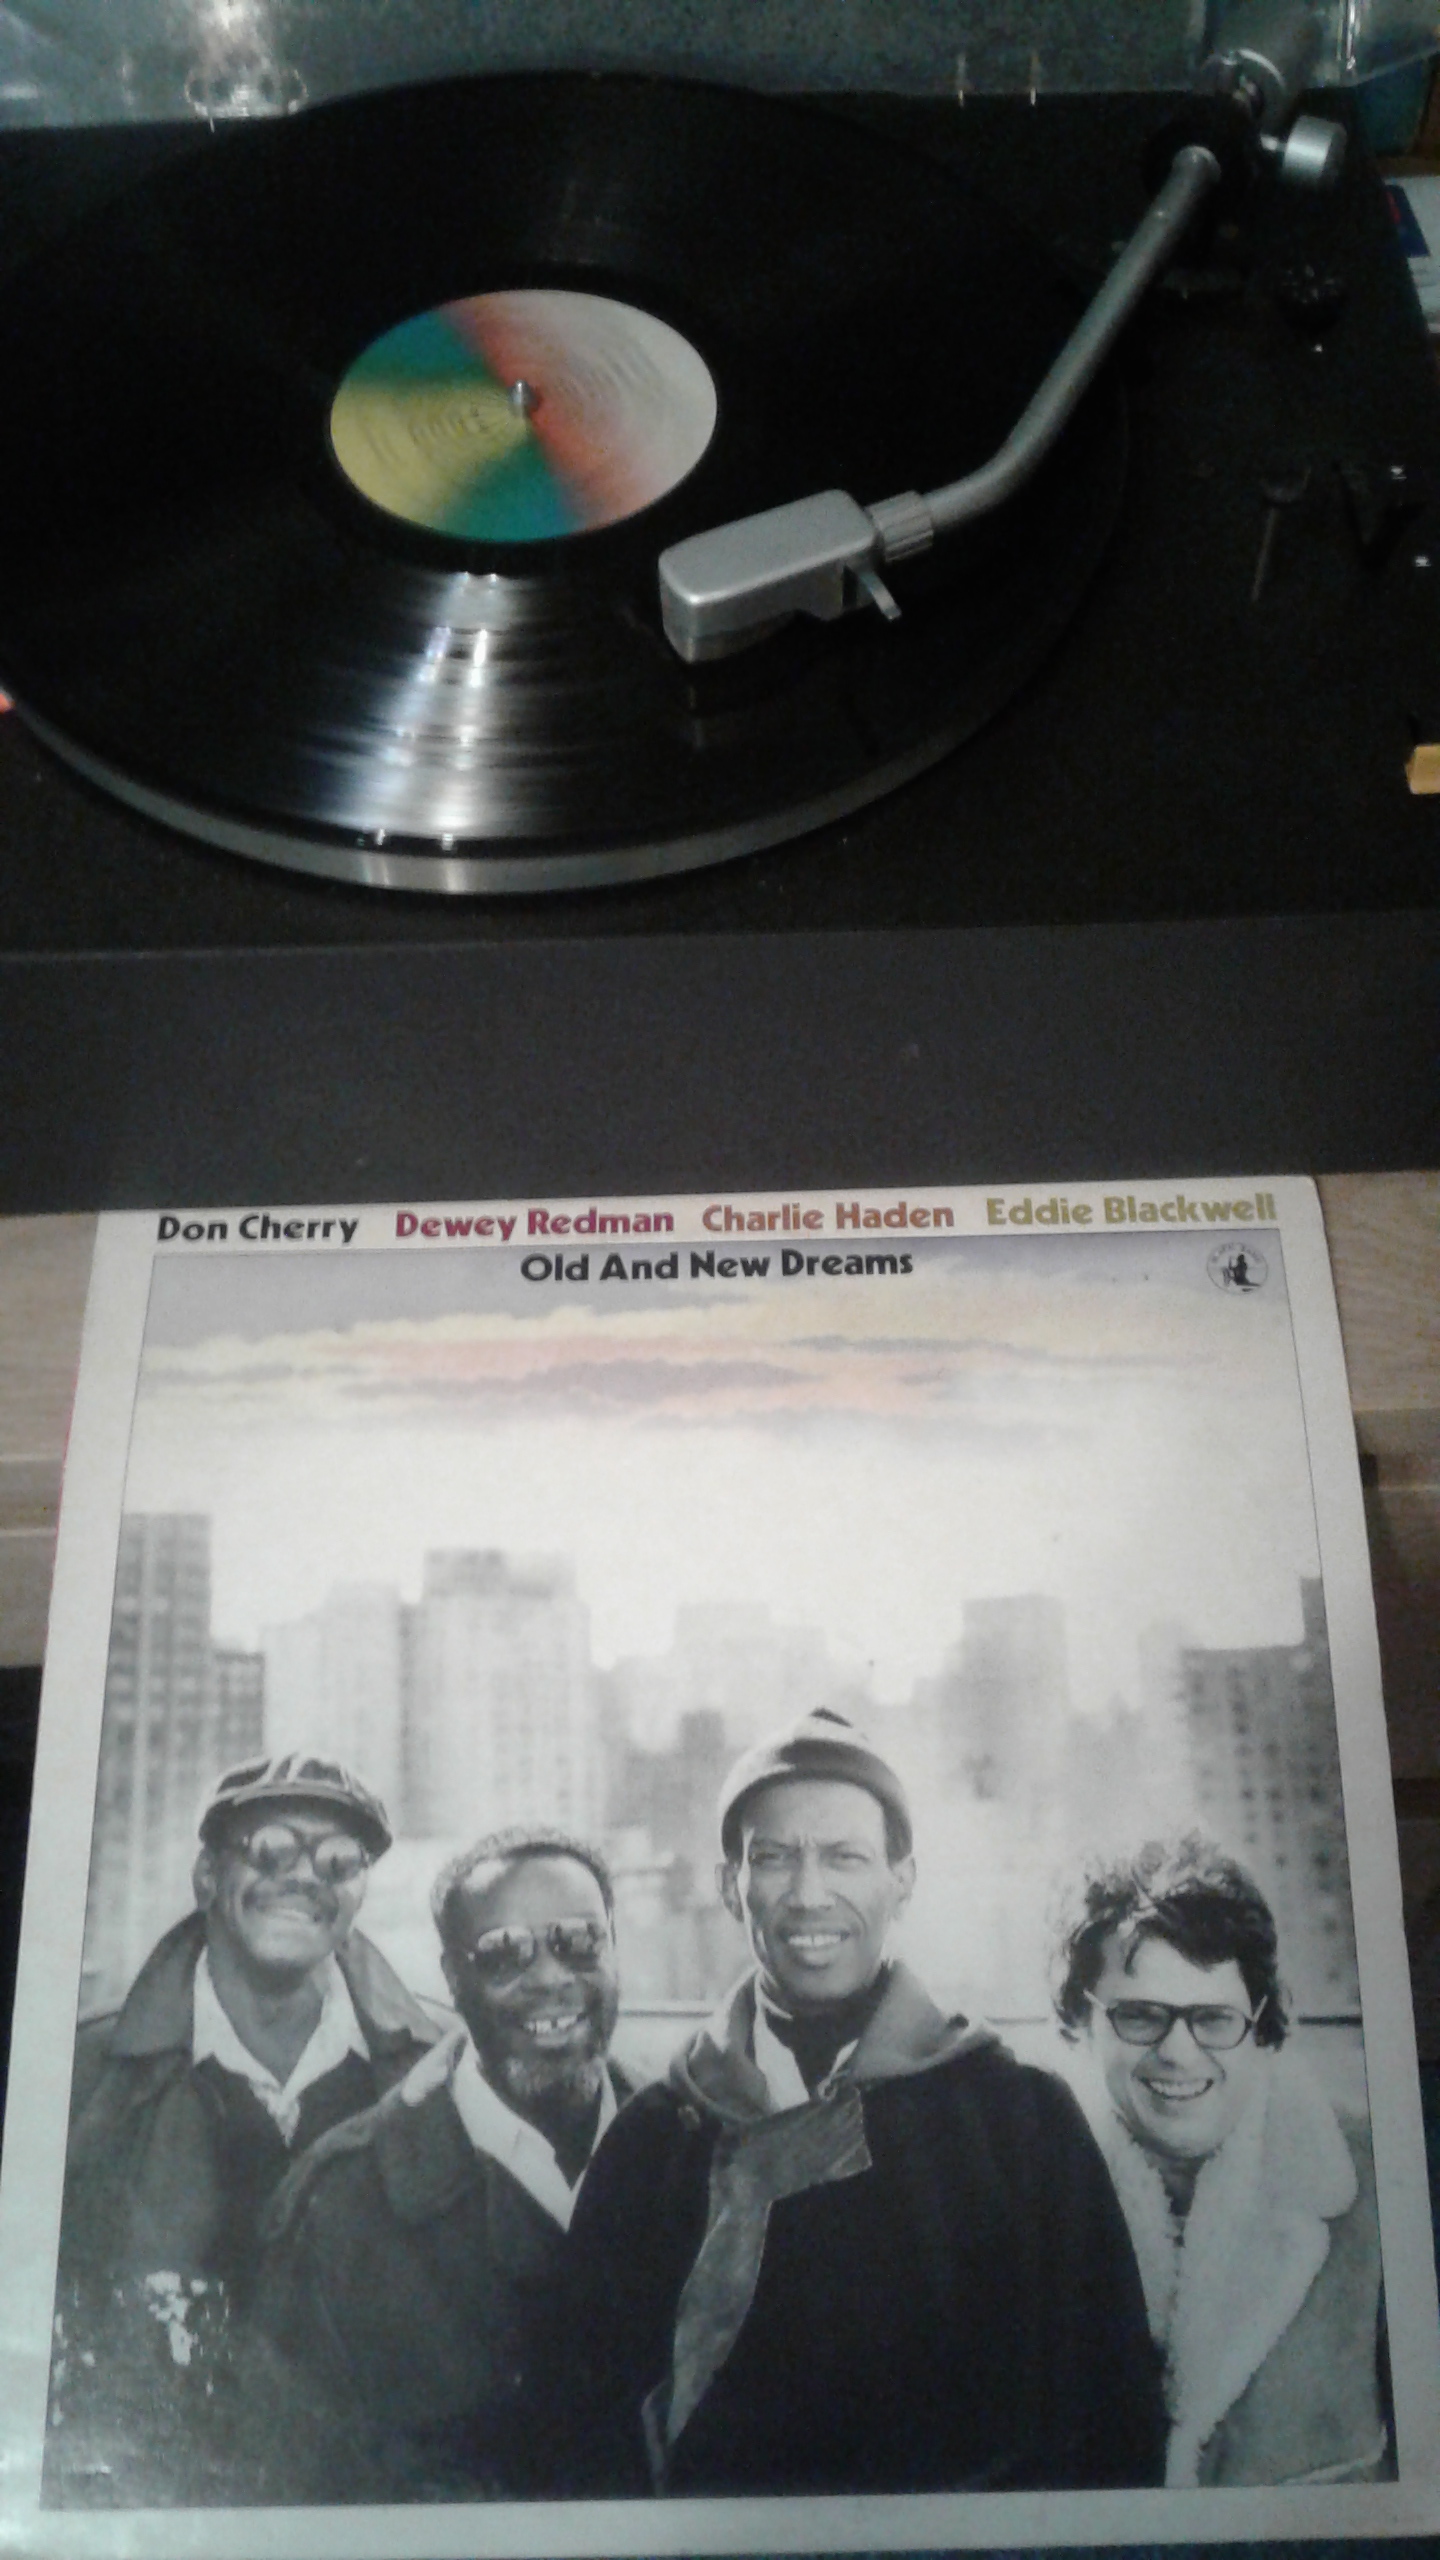 Don Cherry Dewey Redman Charlie Haden Eddie Blackwell
Old And New Dreams